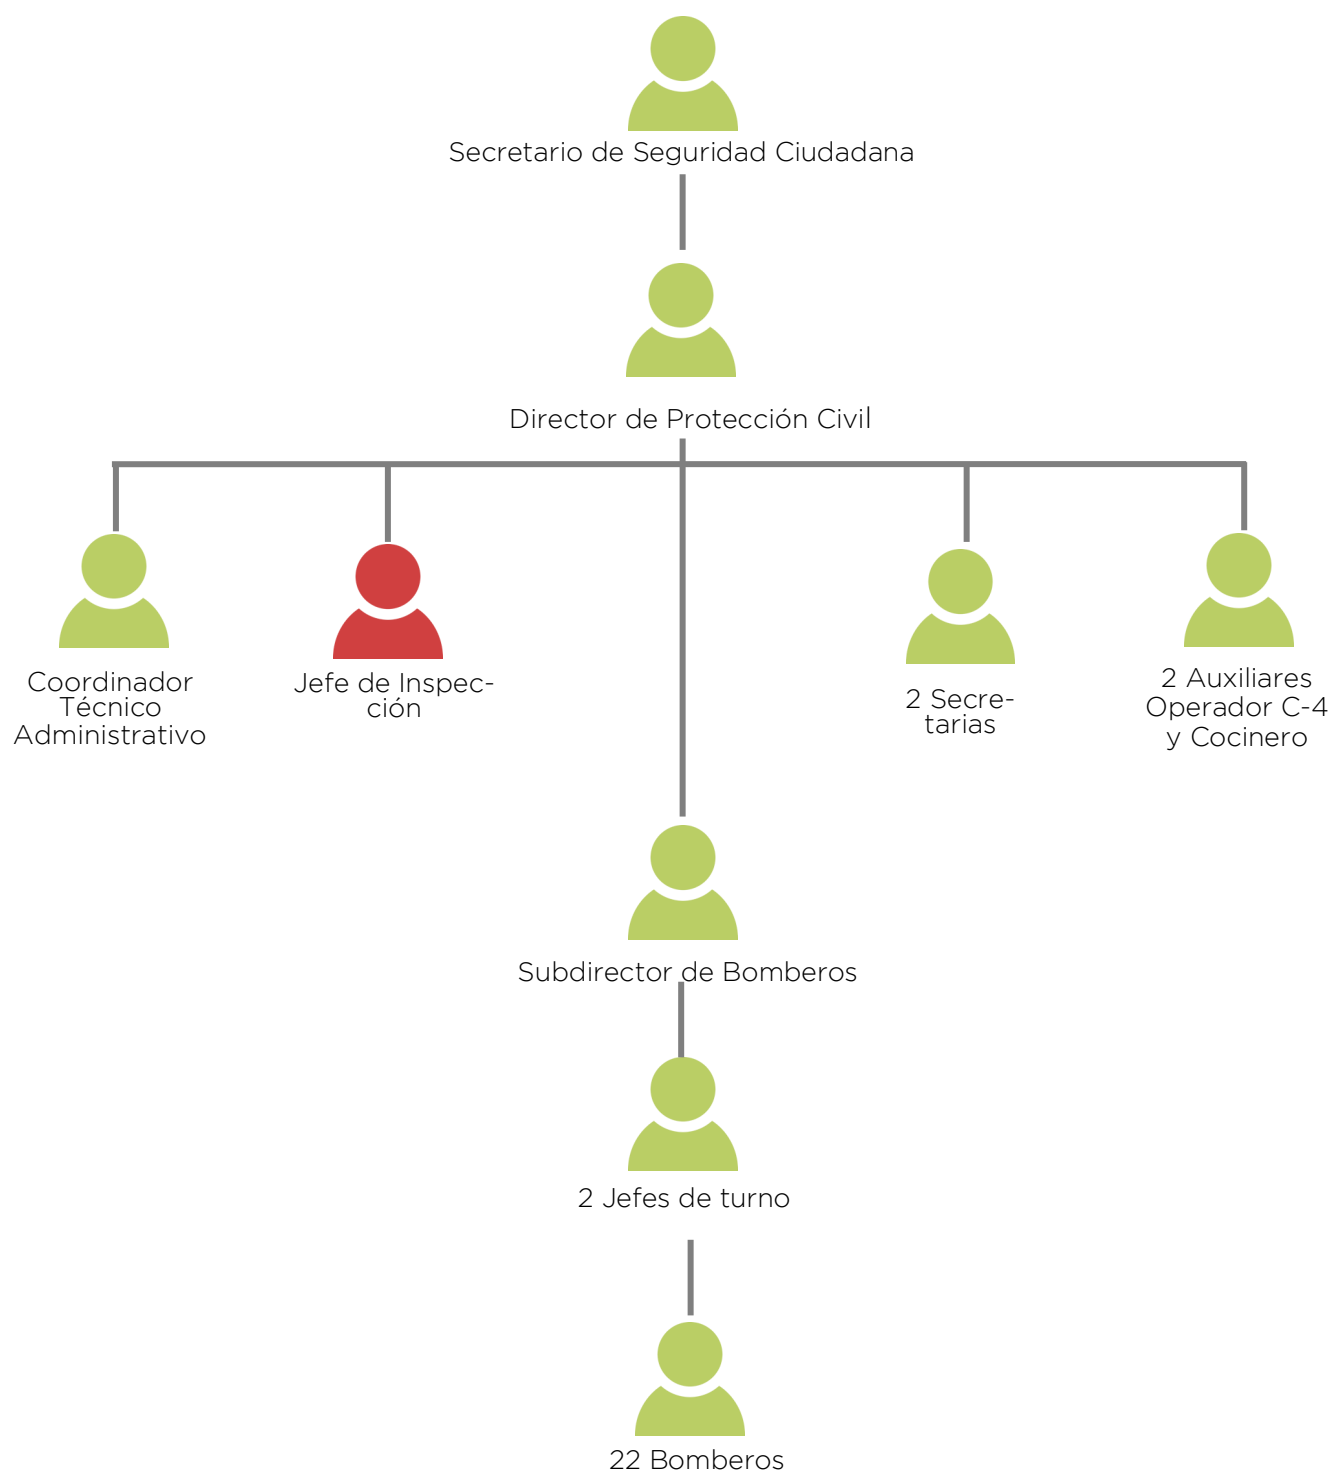 Secretario de Seguridad Ciudadana
Director de Protección Civil
Coordinador
Técnico
Administrativo
Jefe de Inspec-
ción
2 Secre-
tarias
2 Auxiliares
Operador C-4
y Cocinero
Subdirector de Bomberos
2 Jefes de turno
22 Bomberos